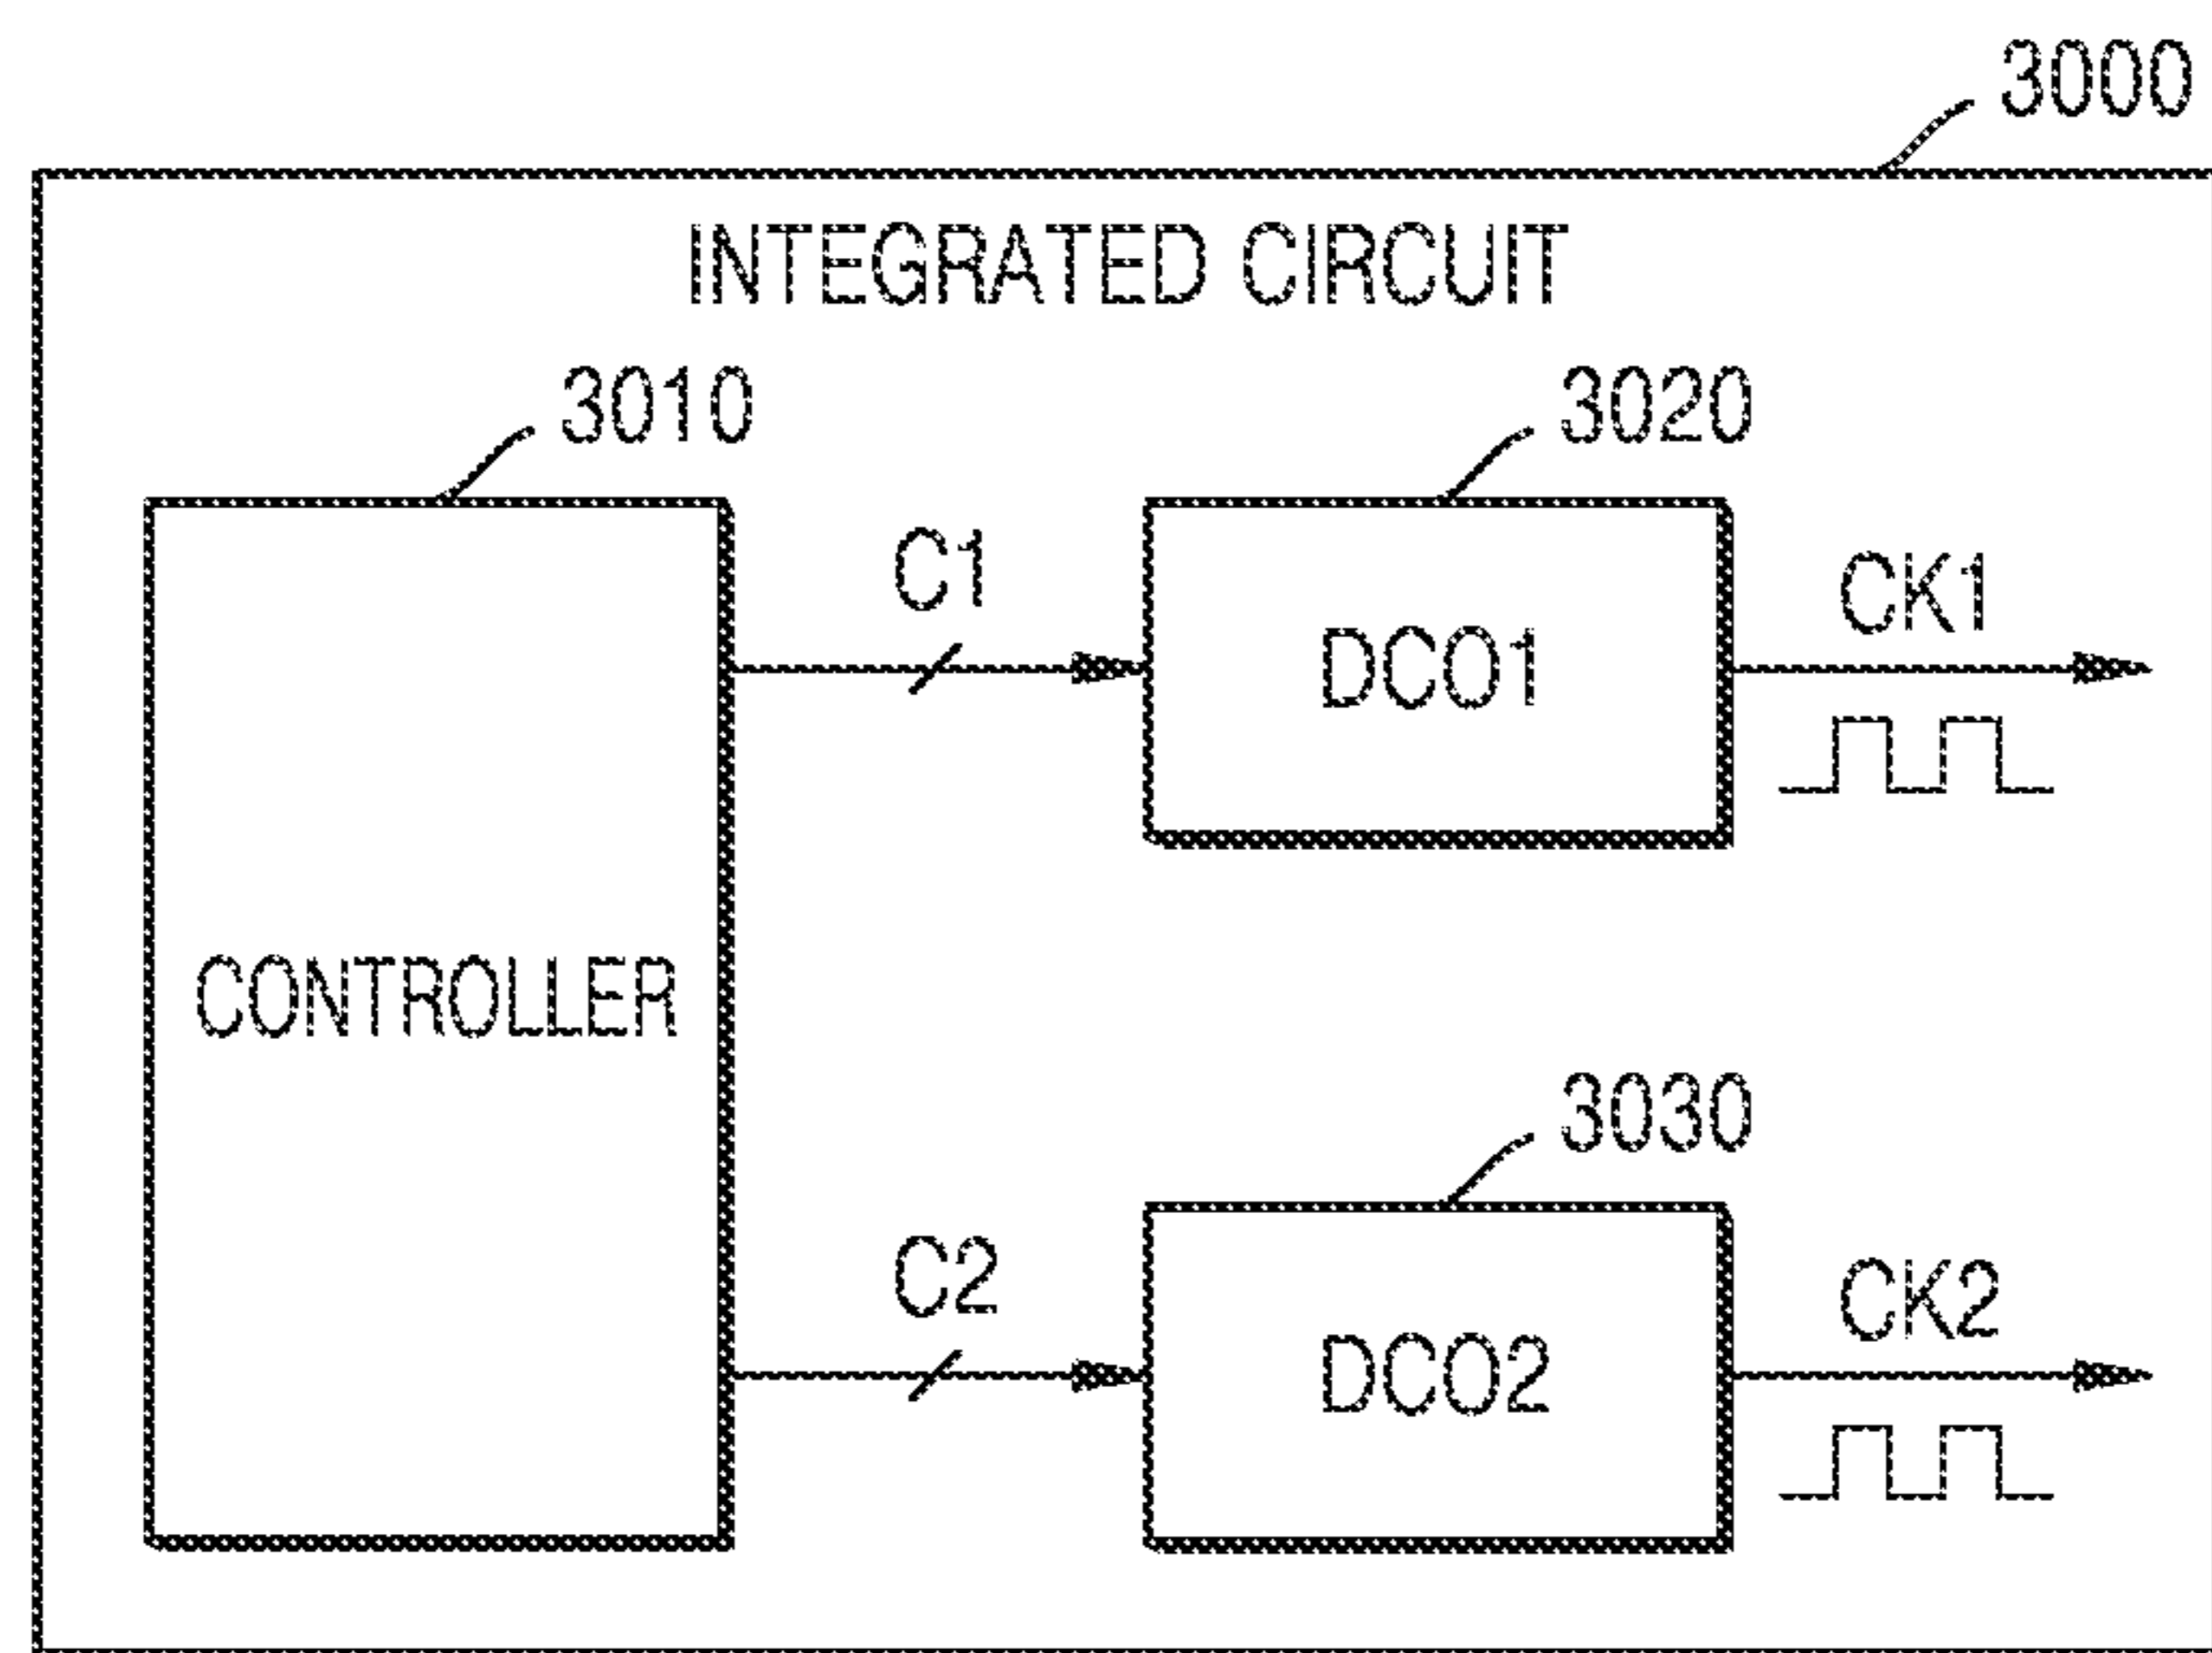 3000
INTEGRATED CIRCUIT
3010
3020
C1
DCO1
CK1
CONTROLLER
3030
C2
DCO2
CK2